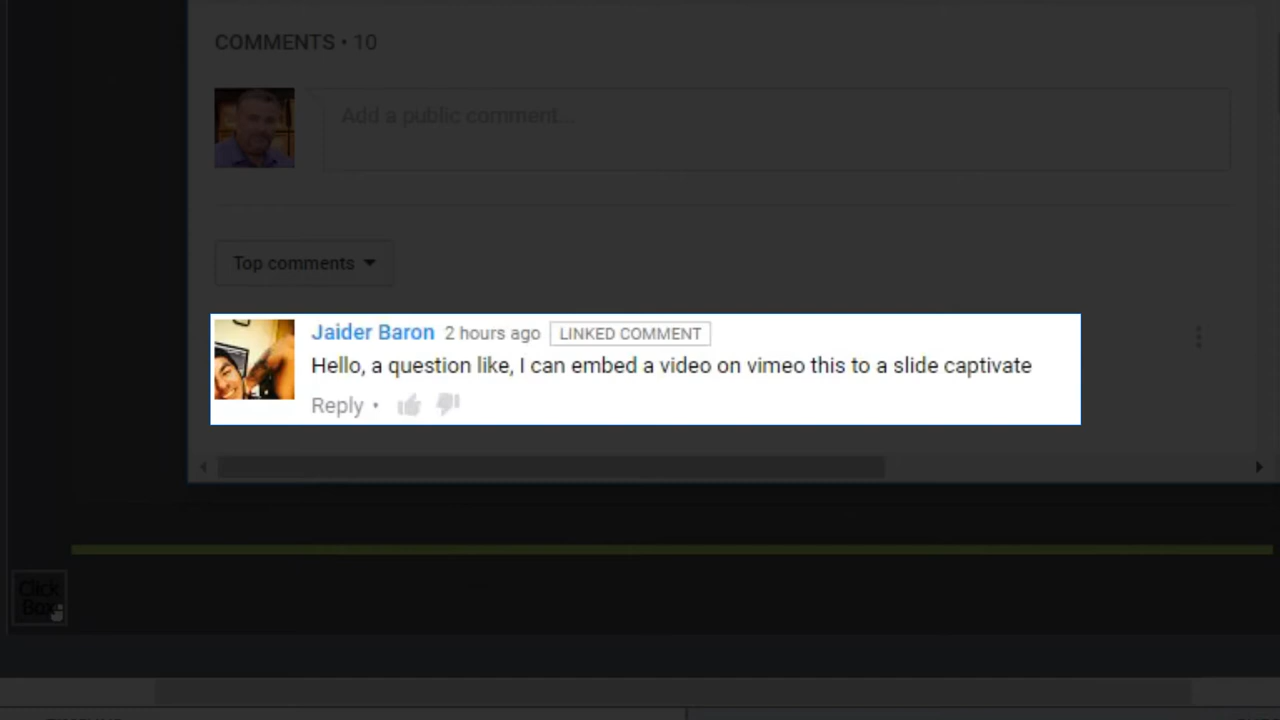 COMMENTS • 10
Add a public comment...
Top comments
Jaider Baron 2 hours ago LINKED COMMENT
Hello, a question like, I can embed a video on vimeo this to a slide captivate
Reply •
Click
Box